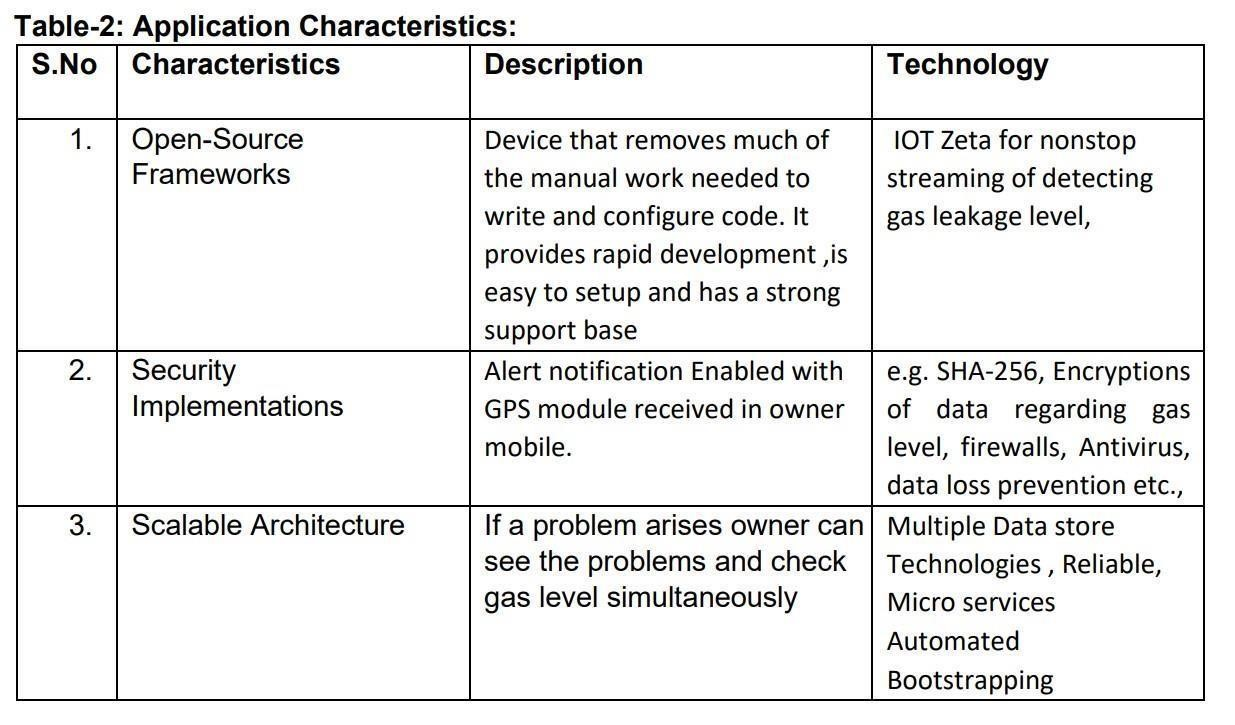 Table-2: Application Characteristics:
S.No Characteristics Description Technology
1. Open-Source
Frameworks
Device that removes much of
the manual work needed to
write and configure code. It
provides rapid development ,is
easy to setup and has a strong
support base
IOT Zeta for nonstop
streaming of detecting
gas leakage level,
2. Security
Implementations
Alert notification Enabled with
GPS module received in owner
mobile.
e.g. SHA-256, Encryptions
of data regarding gas
level, firewalls, Antivirus,
data loss prevention etc.,
3. Scalable Architecture
If a problem arises owner can
see the problems and check
gas level simultaneously
Multiple Data store
Technologies , Reliable,
Micro services
Automated
Bootstrapping